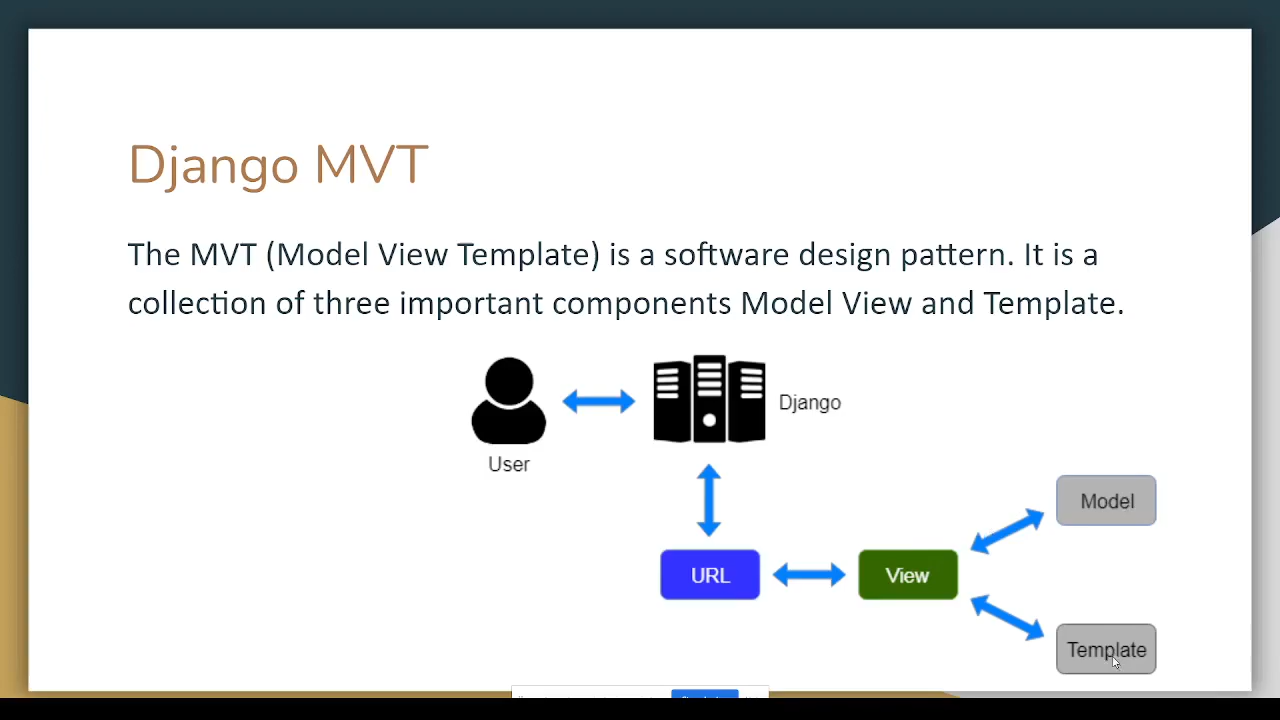 Django MVT
The MVT (Model View Template) is a software design pattern. It is a
collection of three important components Model View and Template.
Django
User
Model
URL
View
Template